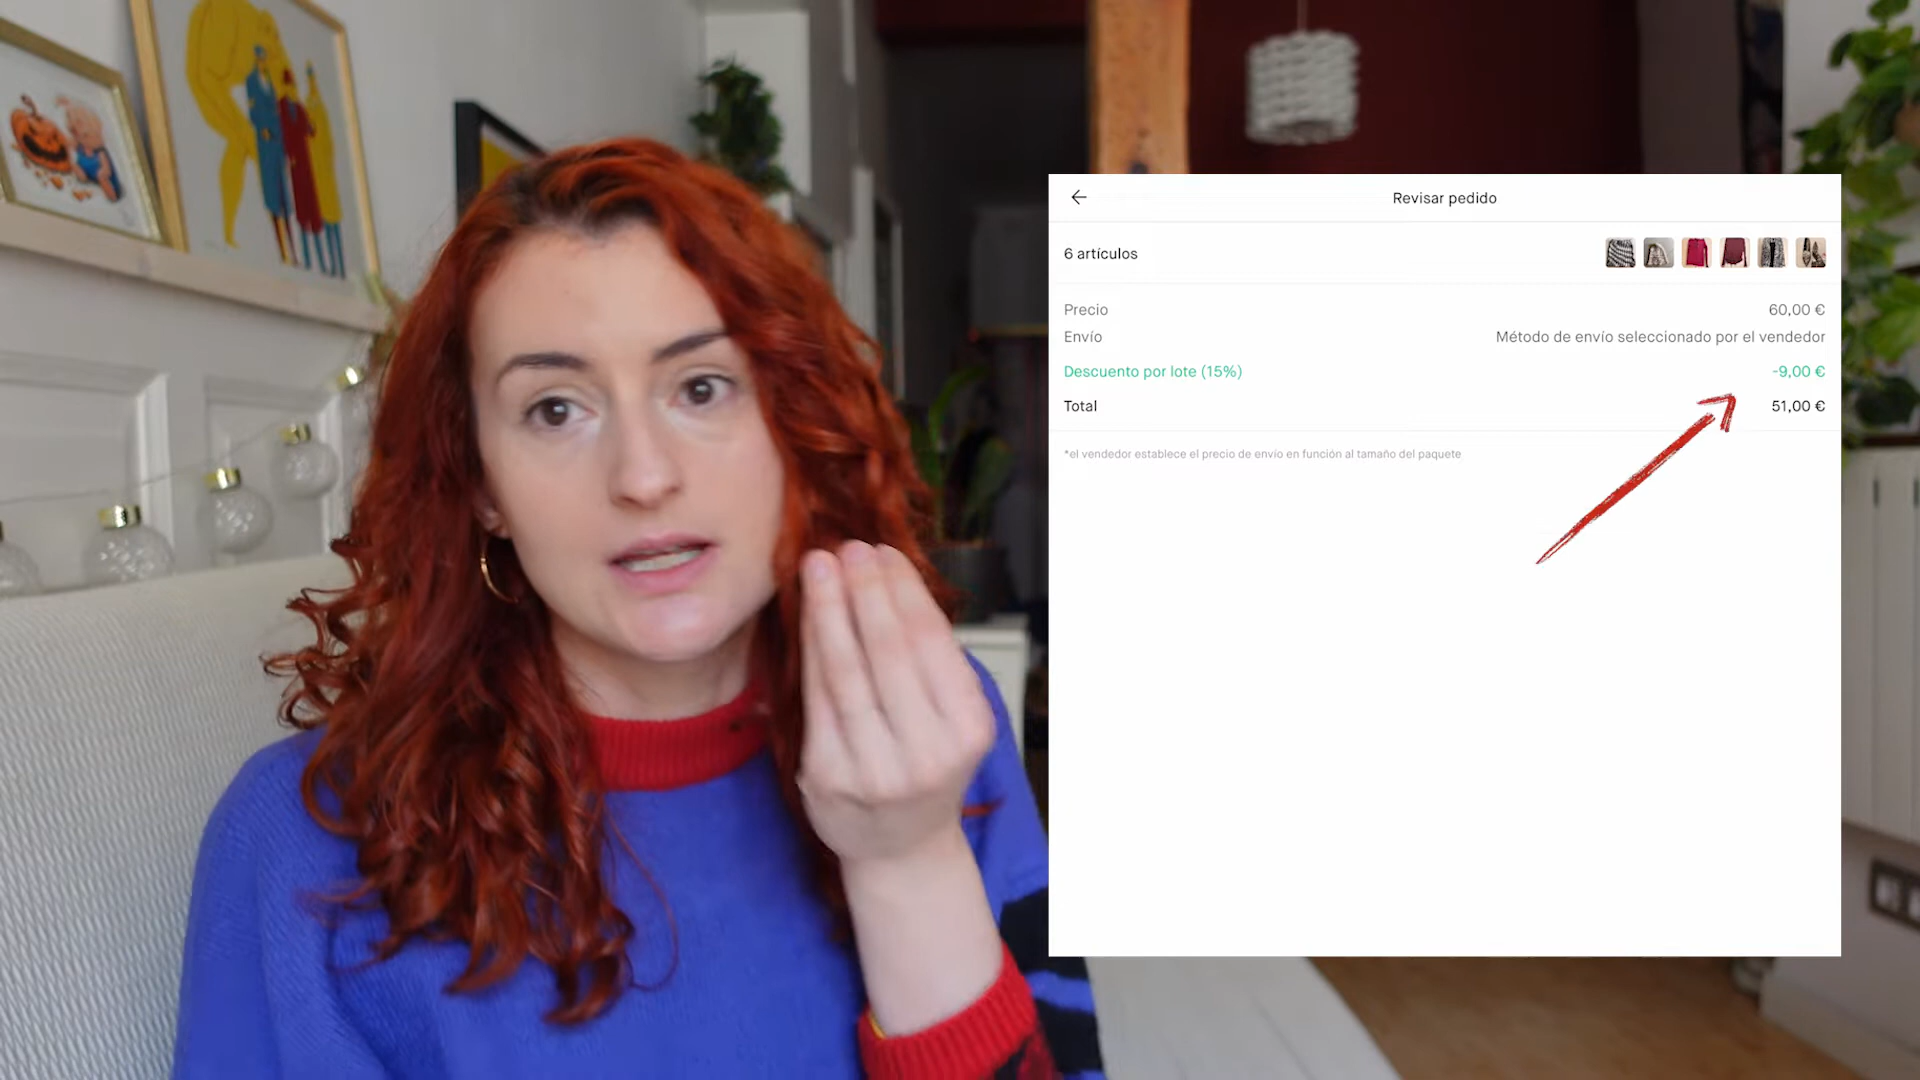 Revisar pedido
6 artículos
Precio 60,00 €
Envío Método de envío seleccionado por el vendedor
Descuento por lote (15%) -9,00 €
Total 51,00 €
*el vendedor establece el precio de envío en función al tamaño del paquete